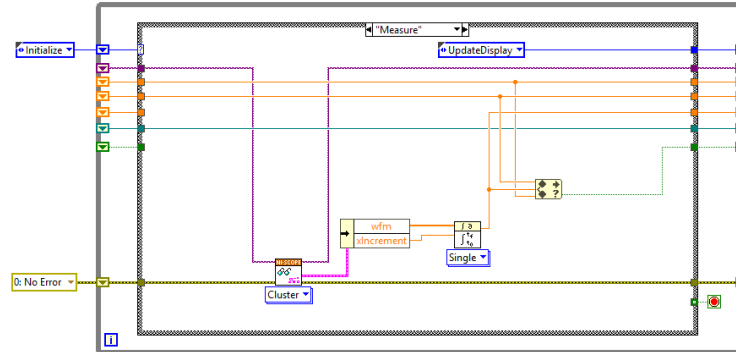 "Measure"
Initialize
UpdateDisplay
wfm
xIncrement
Single
NI-SCOPE
Cluster
0: No Error
i